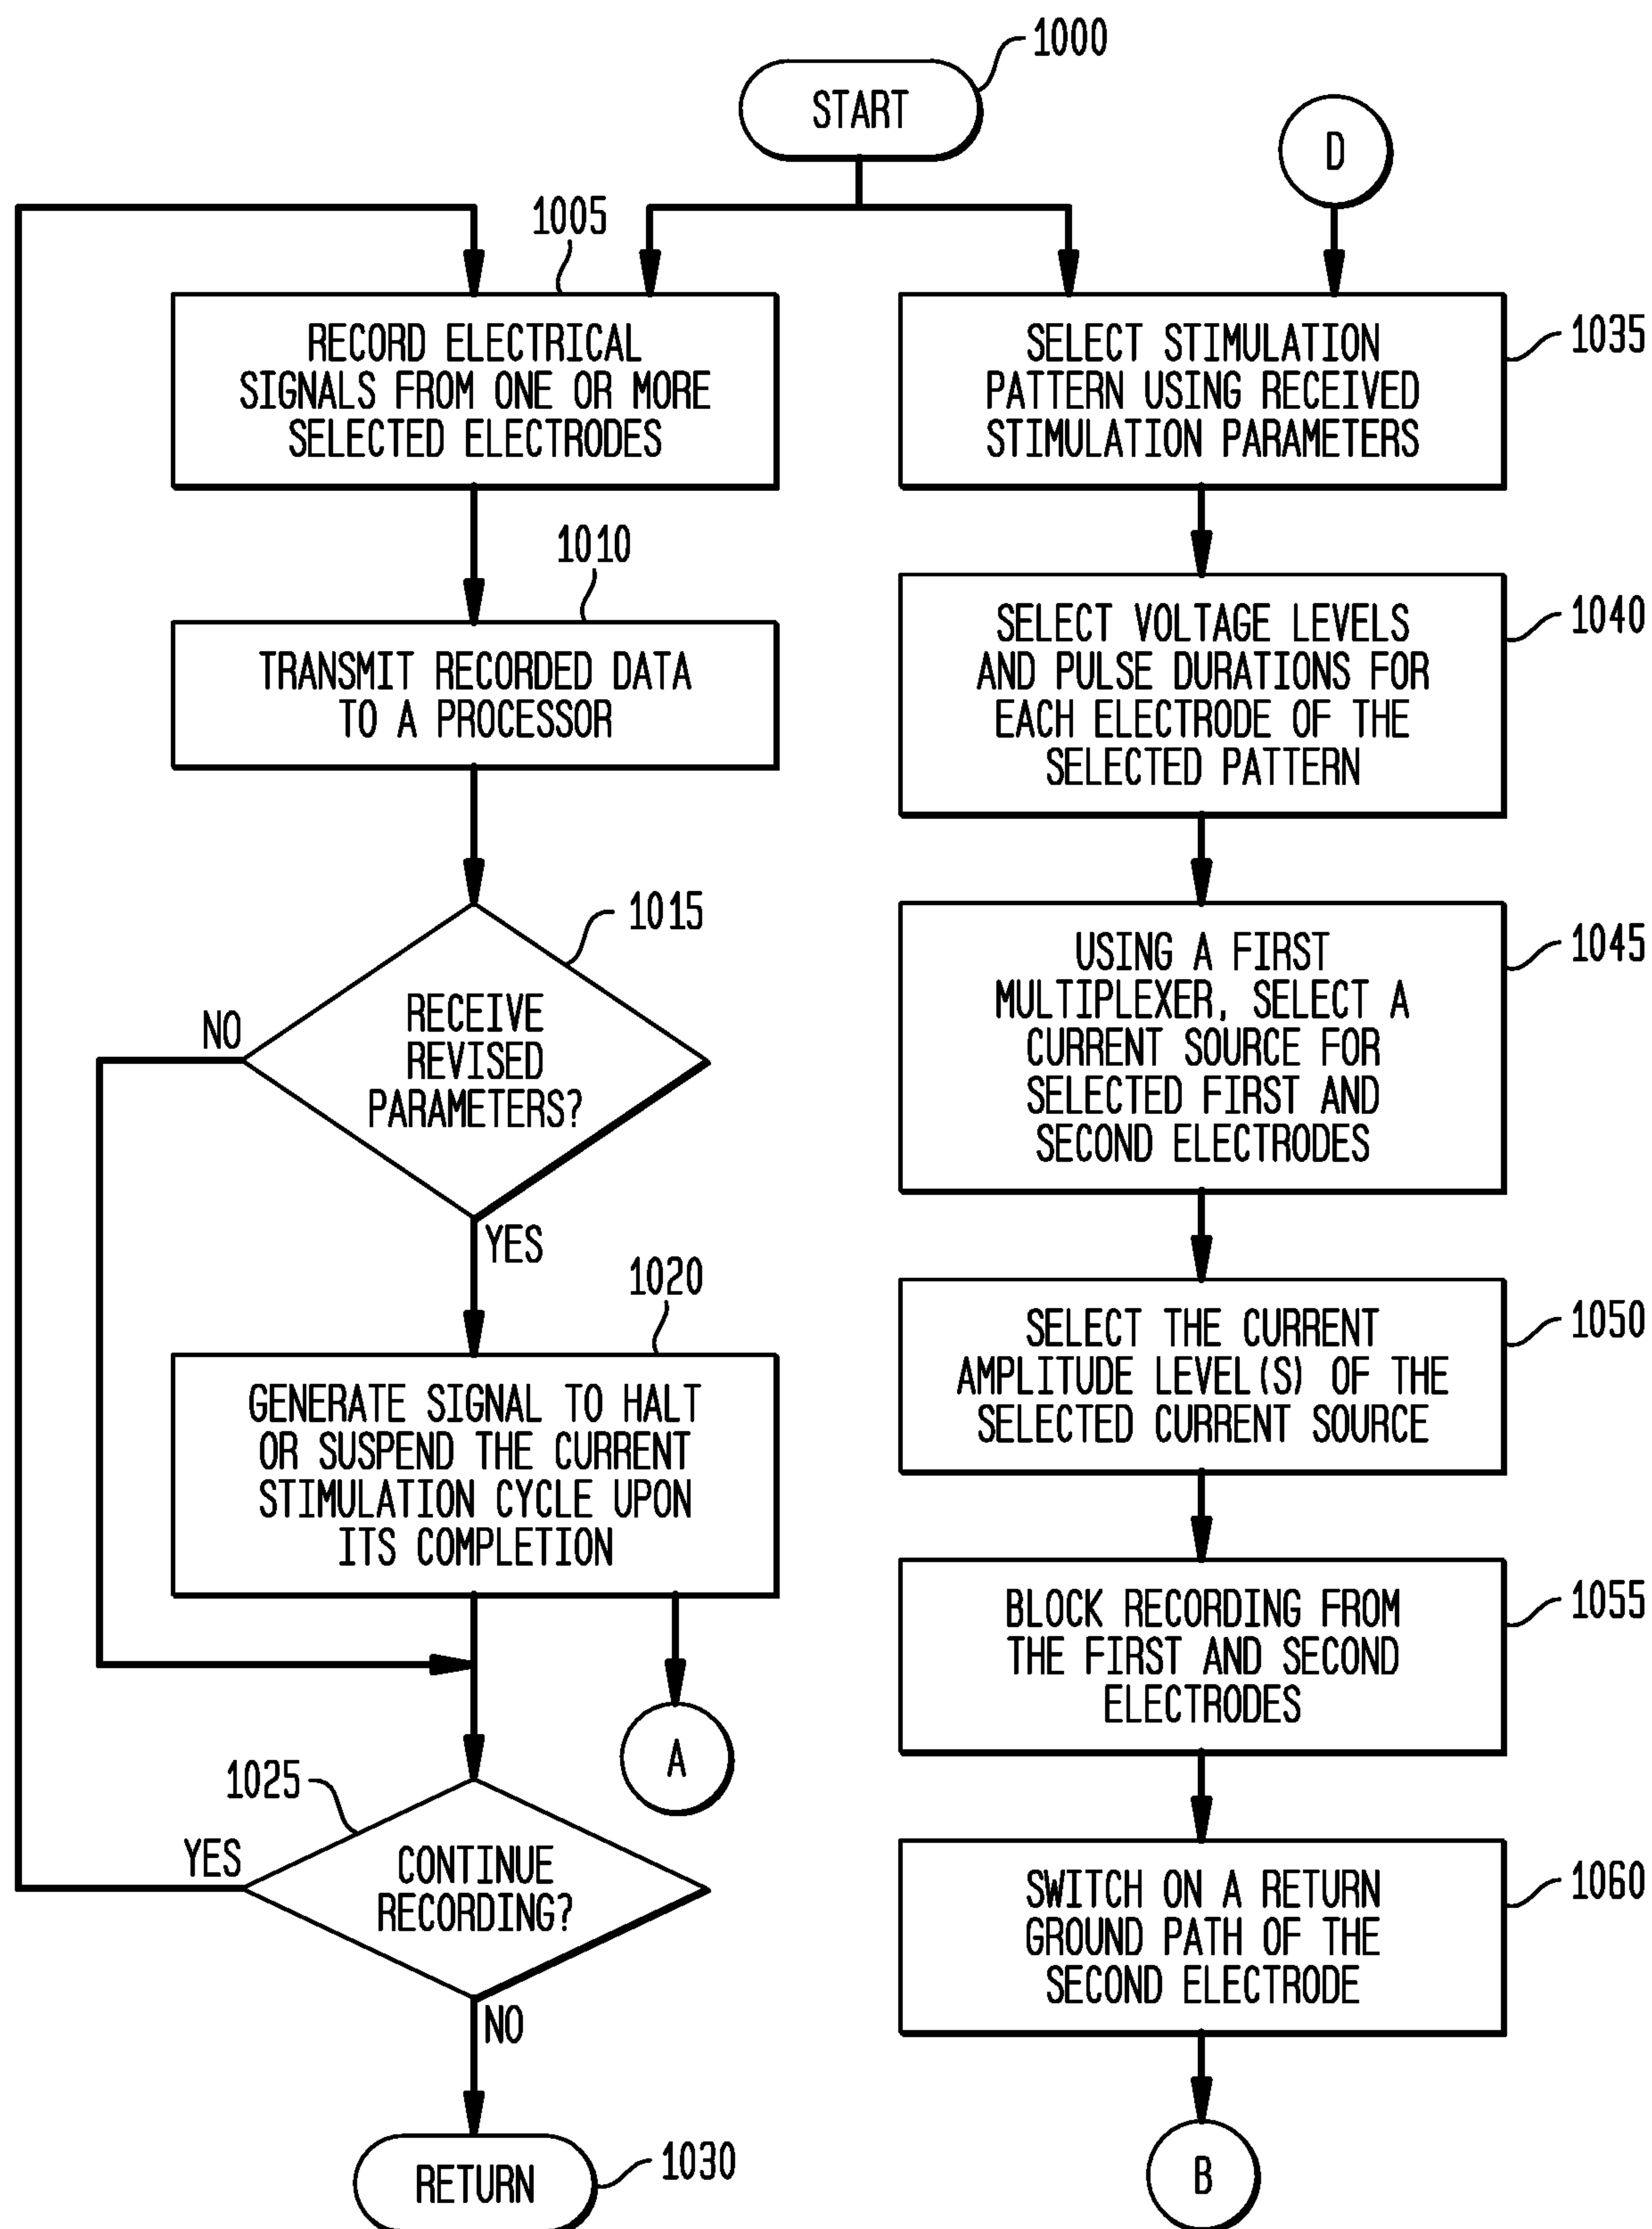 1000
START
D
1005
RECORD ELECTRICAL
SIGNALS FROM ONE OR MORE
SELECTED ELECTRODES
1010
TRANSMIT RECORDED DATA
TO A PROCESSOR
1015
RECEIVE
REVISED
PARAMETERS?
NO
YES
1020
GENERATE SIGNAL TO HALT
OR SUSPEND THE CURRENT
STIMULATION CYCLE UPON
ITS COMPLETION
A
1025
CONTINUE
RECORDING?
YES
NO
RETURN
1030
1035
SELECT STIMULATION
PATTERN USING RECEIVED
STIMULATION PARAMETERS
1040
SELECT VOLTAGE LEVELS
AND PULSE DURATIONS FOR
EACH ELECTRODE OF THE
SELECTED PATTERN
1045
USING A FIRST
MULTIPLEXER, SELECT A
CURRENT SOURCE FOR
SELECTED FIRST AND
SECOND ELECTRODES
1050
SELECT THE CURRENT
AMPLITUDE LEVEL(S) OF THE
SELECTED CURRENT SOURCE
1055
BLOCK RECORDING FROM
THE FIRST AND SECOND
ELECTRODES
1060
SWITCH ON A RETURN
GROUND PATH OF THE
SECOND ELECTRODE
B